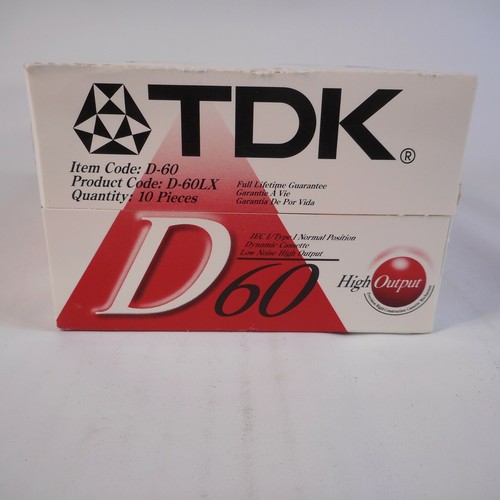 TDK®
Item Code: D-60
Product Code: D-60LX
Quantity: 10 Pieces
Full Lifetime Guarantee
Garantie À Vie
Garantía De Por Vida
D60
IEC I/Type I Normal Position
Dynamic Cassette
Low Noise High Output
High Output